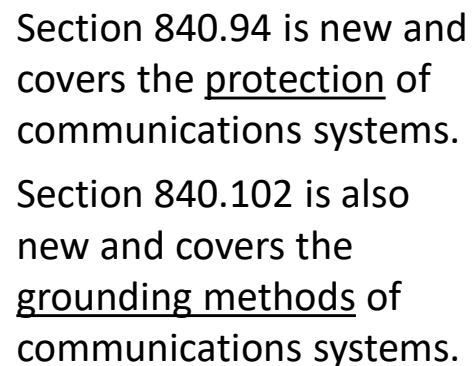 Section 840.94 is new and
covers the protection of
communications systems.
Section 840.102 is also
new and covers the
grounding methods of
communications systems.